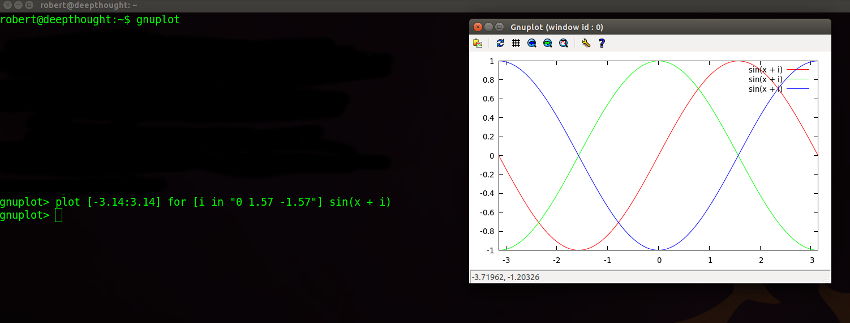 robert@deepthought: ~
robert@deepthought:~$ gnuplot
gnuplot> plot [-3.14:3.14] for [i in "0 1.57 -1.57"] sin(x + i)
gnuplot>
Gnuplot (window id : 0)
sin(x + i)
sin(x + i)
sin(x + i)
1
0.8
0.6
0.4
0.2
0
-0.2
-0.4
-0.6
-0.8
-1
-3 -2 -1 0 1 2 3
-3.71962, -1.20326